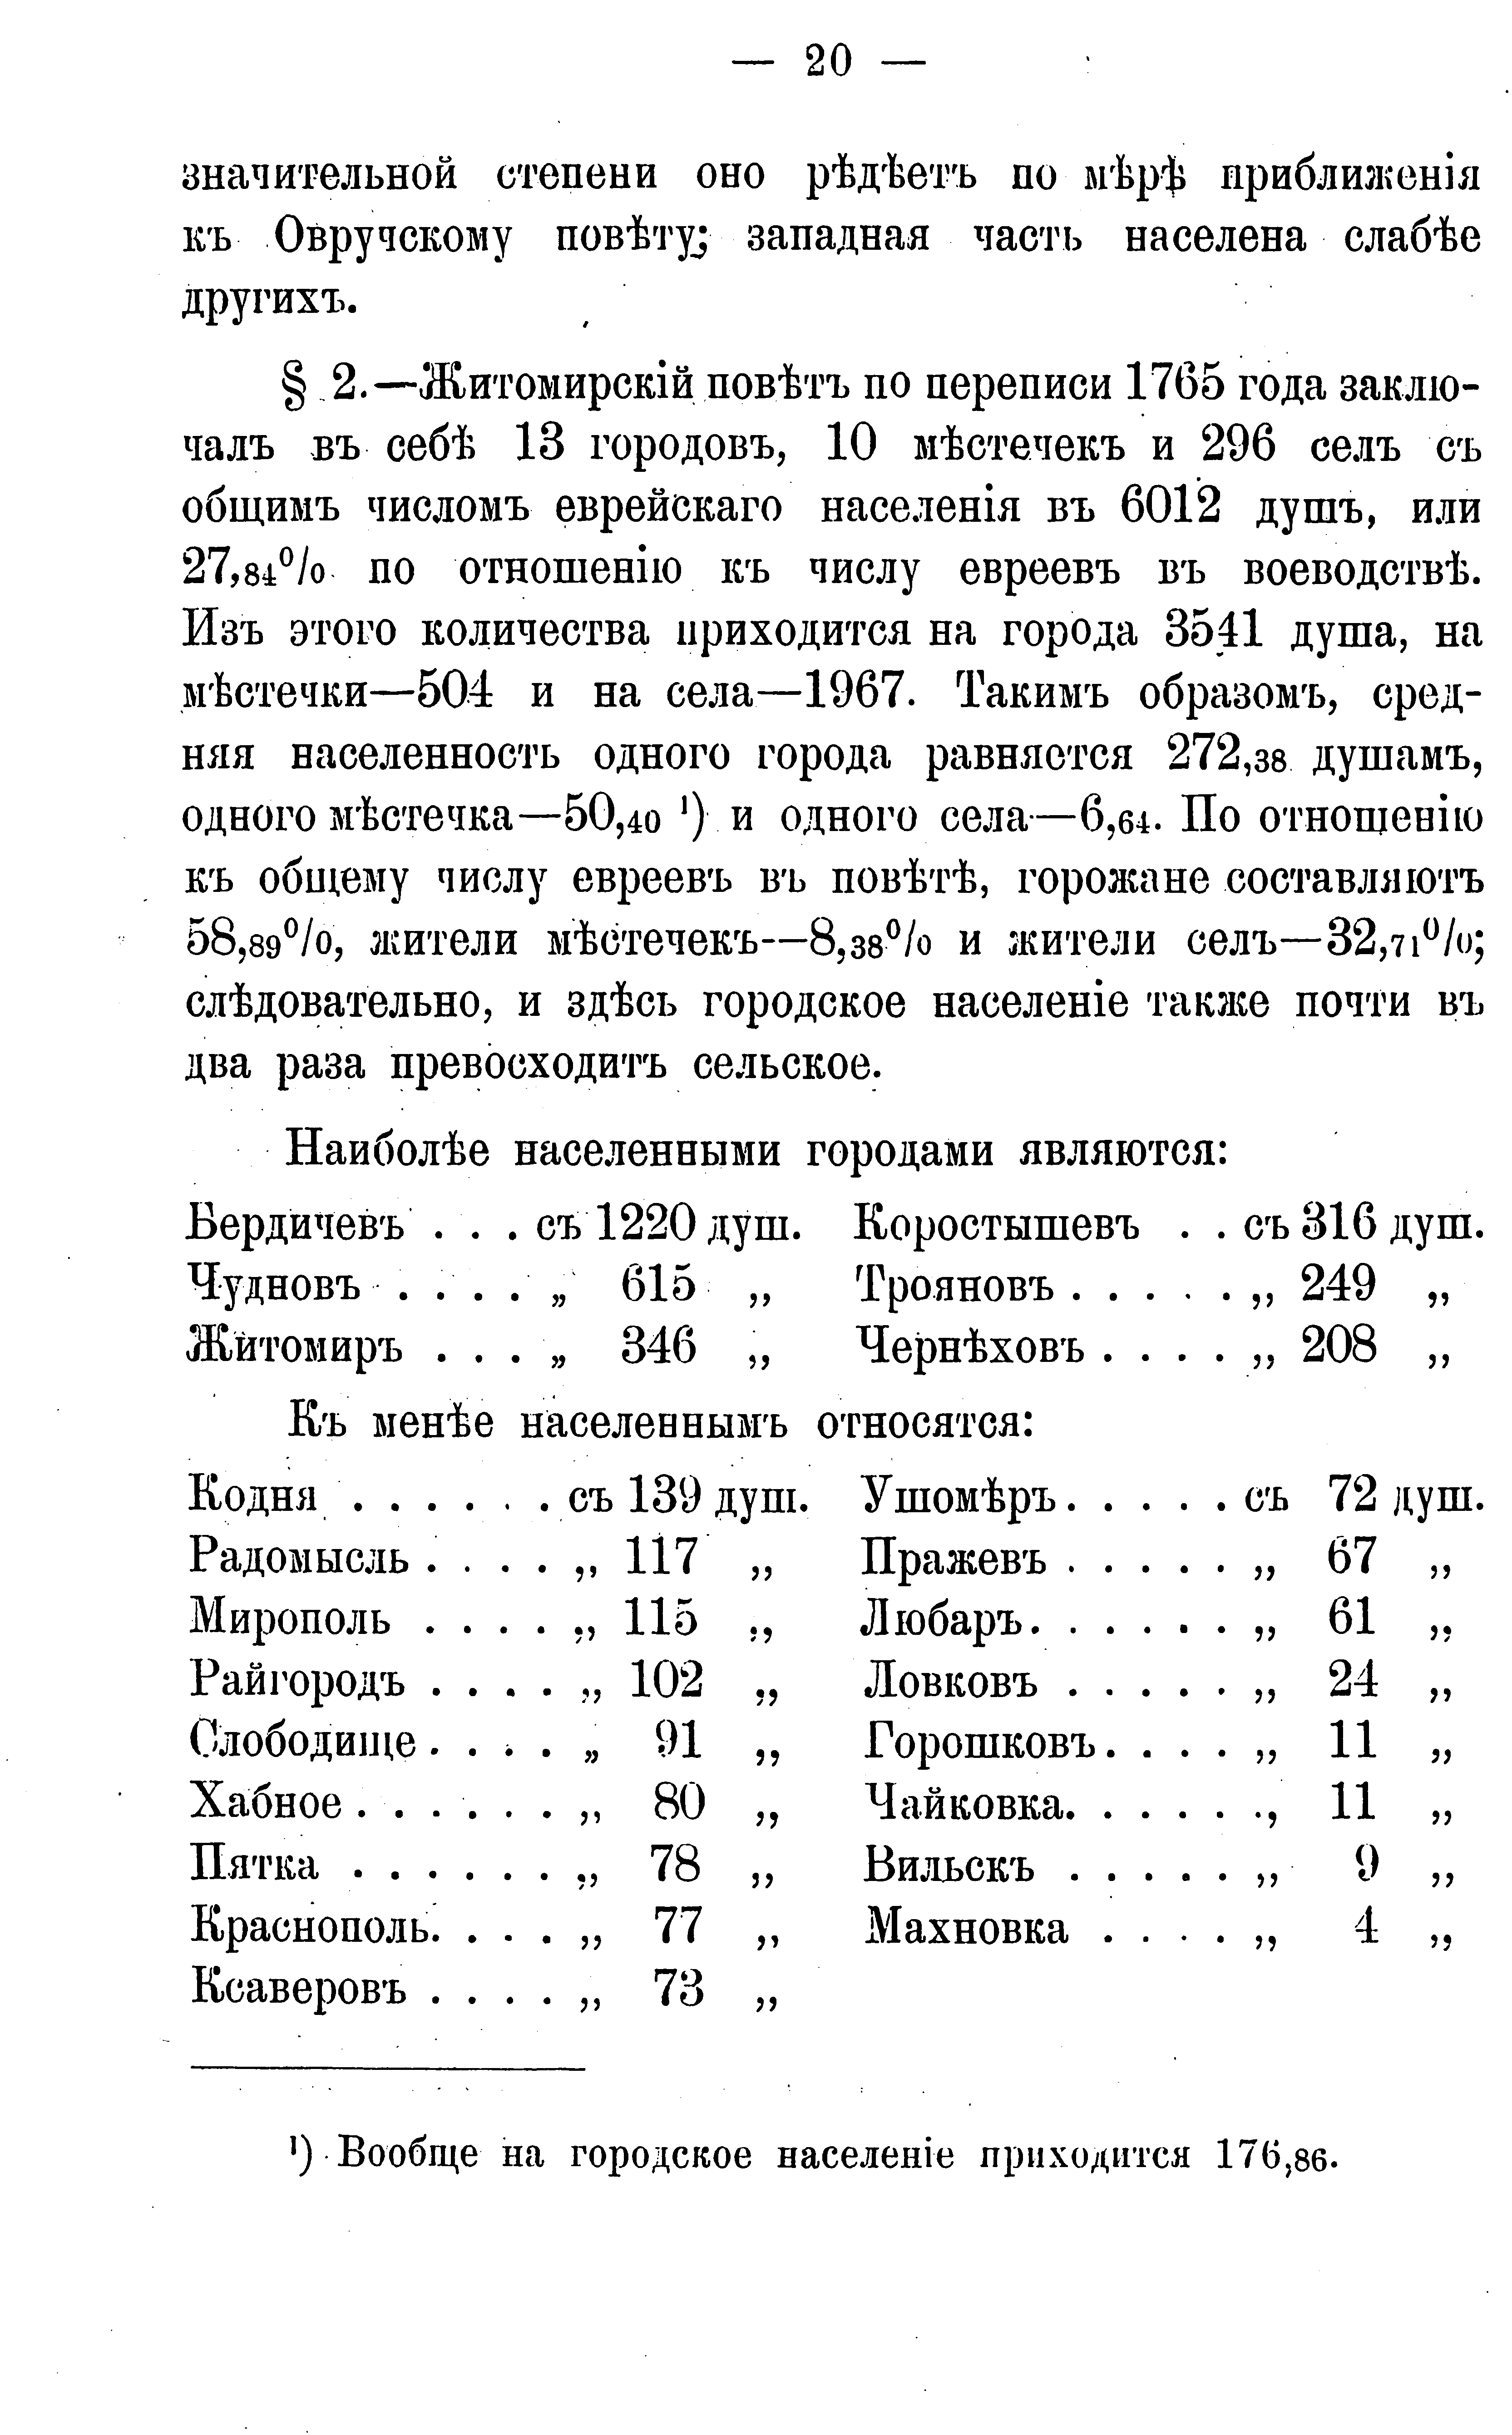 — 20 —
значительной степени оно рѣдѣетъ по мѣрѣ приближенія
къ Овручскому повѣту; западная часть населена слабѣе
другихъ.
§ 2.—Житомирскій повѣтъ по переписи 1765 года заклю-
чалъ въ себѣ 13 городовъ, 10 мѣстечекъ и 296 селъ съ
общимъ числомъ еврейскаго населенія въ 6012 душъ, или
27,84% по отношенію къ числу евреевъ въ воеводствѣ.
Изъ этого количества приходится на города 3541 душа, на
мѣстечки—504 и на села—1967. Такимъ образомъ, сред-
няя населенность одного города равняется 272,38 душамъ,
одного мѣстечка—50,40 ¹) и одного села—6,64. По отношенію
къ общему числу евреевъ въ повѣтѣ, горожане составляютъ
58,89%, жители мѣстечекъ—8,38% и жители селъ—32,71%;
слѣдовательно, и здѣсь городское населеніе также почти въ
два раза превосходитъ сельское.
Наиболѣе населенными городами являются:
Бердичевъ . . . съ 1220 душ. Коростышевъ . . съ 316 душ.
Чудновъ . . . . „ 615 „ Трояновъ . . . . . „ 249 „
Житомиръ . . . „ 346 „ Чернѣховъ . . . . „ 208 „
Къ менѣе населеннымъ относятся:
Кодня . . . . . . съ 139 душ. Ушомѣръ . . . . . съ 72 душ.
Радомысль . . . . „ 117 „ Пражевъ . . . . . „ 67 „
Мирополь . . . . „ 115 „ Любаръ . . . . . . „ 61 „
Райгородъ . . . . „ 102 „ Ловковъ . . . . . „ 24 „
Слободище . . . . „ 91 „ Горошковъ . . . . „ 11 „
Хабное . . . . . . „ 80 „ Чайковка . . . . . „ 11 „
Пятка . . . . . . „ 78 „ Вильскъ . . . . . „ 9 „
Краснополь . . . . „ 77 „ Махновка . . . . „ 4 „
Ксаверовъ . . . . „ 73 „
¹) Вообще на городское населеніе приходится 176,86.